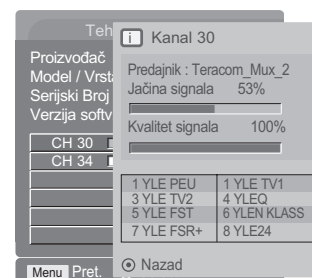 Teh
i Kanal 30
Proizvođač
Model / Vrst
Serijski Broj
Verzija softv
Predajnik : Teracom_Mux_2
Jačina signala 53%
Kvalitet signala 100%
CH 30
CH 34
1 YLE PEU 1 YLE TV1
3 YLE TV2 4 YLEQ
5 YLE FST 6 YLEN KLASS
7 YLE FSR+ 8 YLE24
Nazad
Menu Pret.